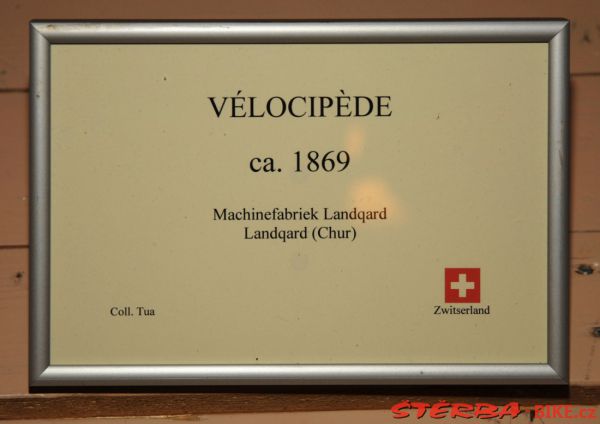 VÉLOCIPÈDE
ca. 1869
Machinefabriek Landqard
Landqard (Chur)
Coll. Tua
Zwitserland
ŠTĚRBA-BIKE.cz